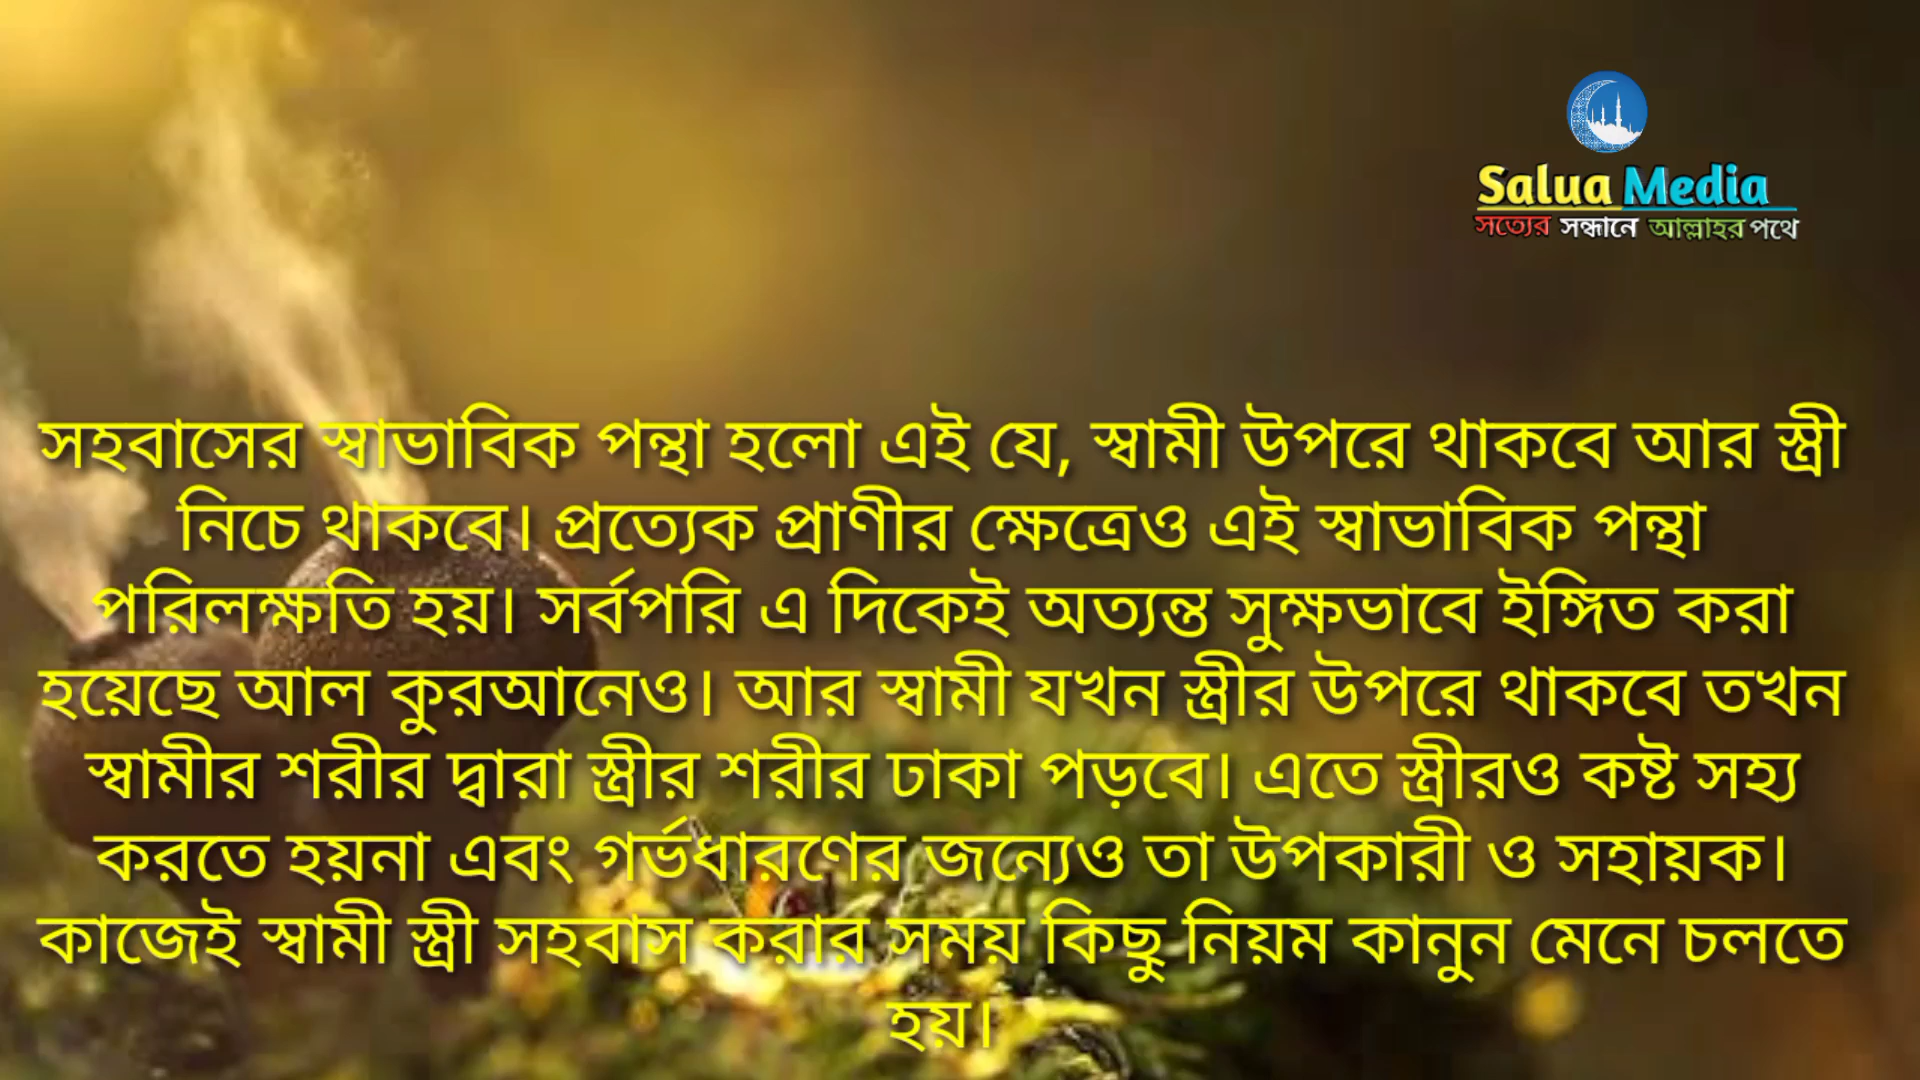 Salua Media
সত্যের সন্ধানে আল্লাহর পথে
সহবাসের স্বাভাবিক পন্থা হলো এই যে, স্বামী উপরে থাকবে আর স্ত্রী
নিচে থাকবে। প্রত্যেক প্রাণীর ক্ষেত্রেও এই স্বাভাবিক পন্থা
পরিলক্ষতি হয়। সর্বপরি এ দিকেই অত্যন্ত সুক্ষভাবে ইঙ্গিত করা
হয়েছে আল কুরআনেও। আর স্বামী যখন স্ত্রীর উপরে থাকবে তখন
স্বামীর শরীর দ্বারা স্ত্রীর শরীর ঢাকা পড়বে। এতে স্ত্রীরও কষ্ট সহ্য
করতে হয়না এবং গর্ভধারণের জন্যেও তা উপকারী ও সহায়ক।
কাজেই স্বামী স্ত্রী সহবাস করার সময় কিছু নিয়ম কানুন মেনে চলতে
হয়।